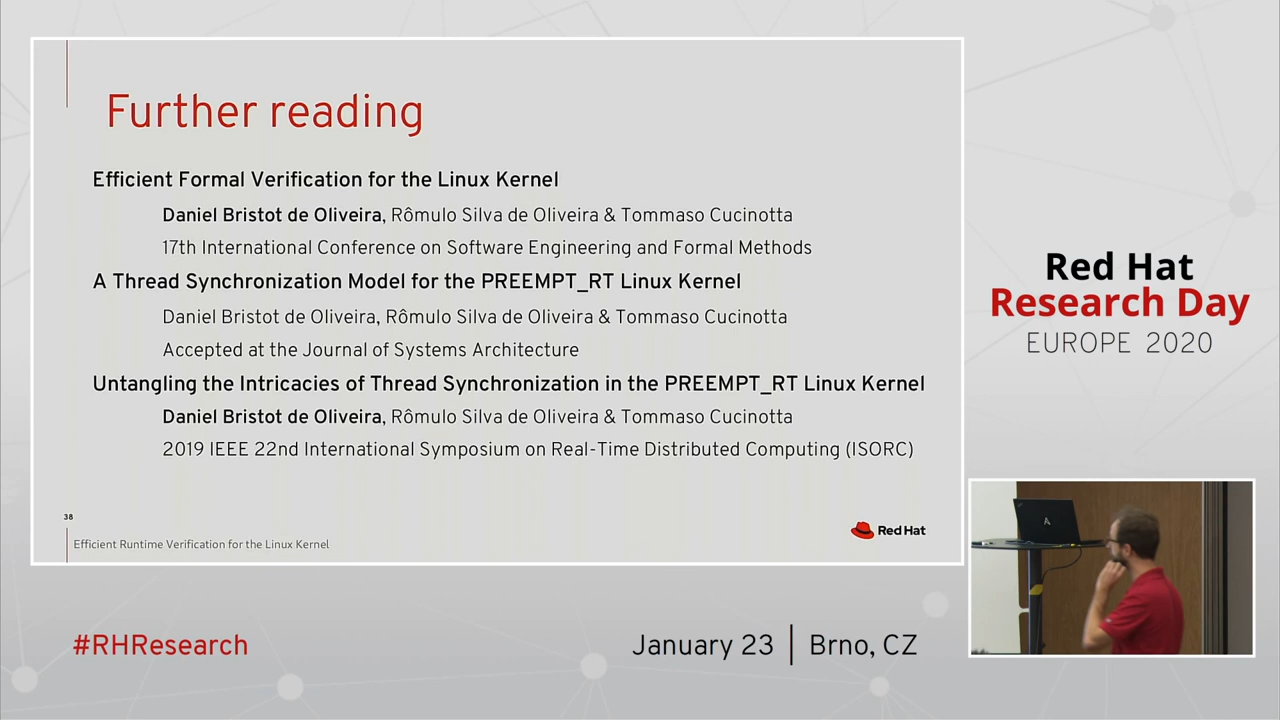 Further reading
Efficient Formal Verification for the Linux Kernel
Daniel Bristot de Oliveira, Rômulo Silva de Oliveira & Tommaso Cucinotta
17th International Conference on Software Engineering and Formal Methods
A Thread Synchronization Model for the PREEMPT_RT Linux Kernel
Daniel Bristot de Oliveira, Rômulo Silva de Oliveira & Tommaso Cucinotta
Accepted at the Journal of Systems Architecture
Untangling the Intricacies of Thread Synchronization in the PREEMPT_RT Linux Kernel
Daniel Bristot de Oliveira, Rômulo Silva de Oliveira & Tommaso Cucinotta
2019 IEEE 22nd International Symposium on Real-Time Distributed Computing (ISORC)
38
Efficient Runtime Verification for the Linux Kernel
Red Hat
Red Hat
Research Day
EUROPE 2020
#RHResearch
January 23 | Brno, CZ